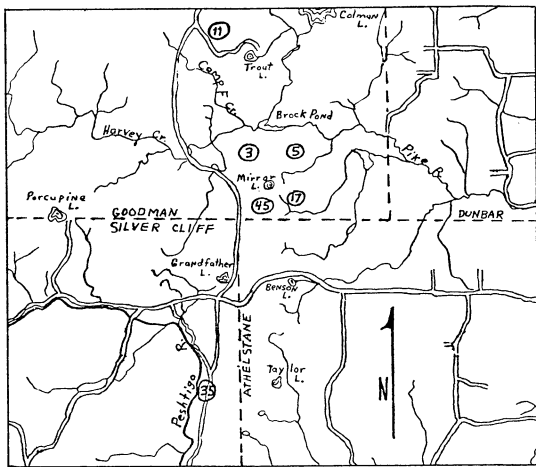 Colman
L.
11
Trout
L.
Camp F Cr.
Brock Pond
Harvey Cr.
3
5
Pike R.
Mirror
L.
45
17
Porcupine
L.
GOODMAN
SILVER CLIFF
DUNBAR
Grandfather
L.
BENSON
L.
ATHELSTANE
Peshtigo R.
35
Taylor
L.
N